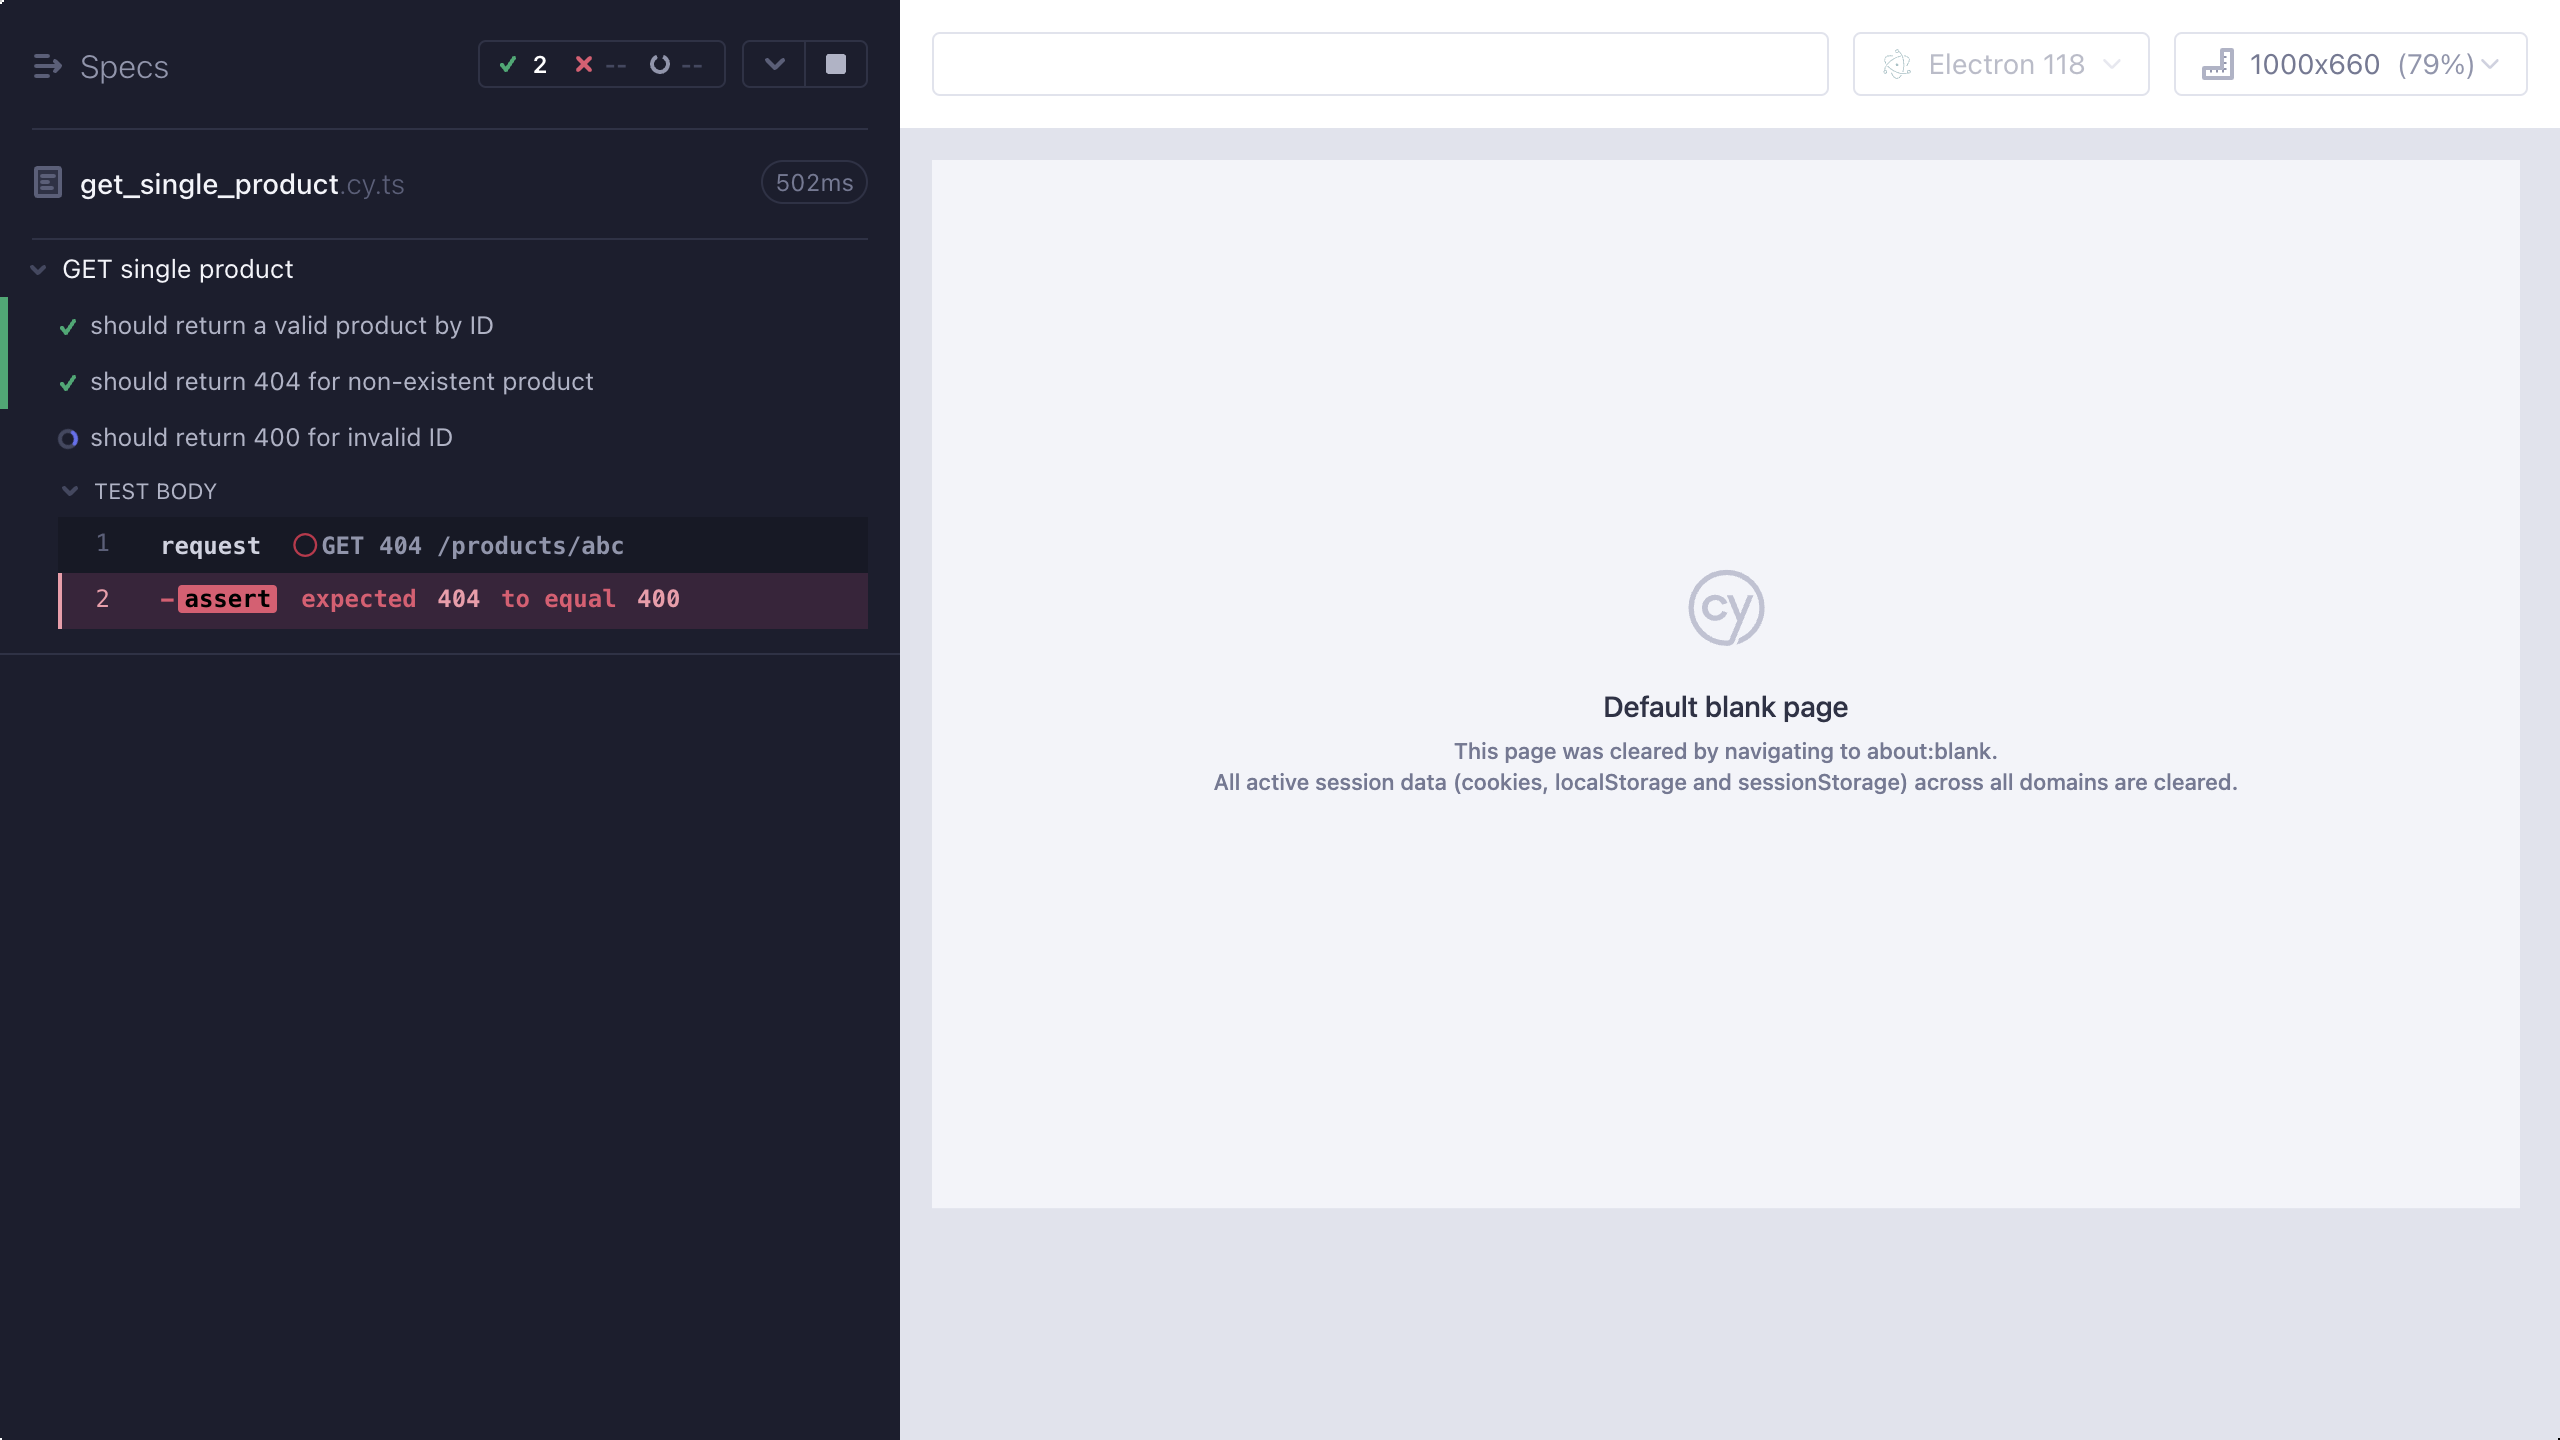 Specs
2 -- --
get_single_product.cy.ts
502ms
GET single product
should return a valid product by ID
should return 404 for non-existent product
should return 400 for invalid ID
TEST BODY
1 request GET 404 /products/abc
2 -assert expected 404 to equal 400
Electron 118
1000x660 (79%)
cy
Default blank page
This page was cleared by navigating to about:blank.
All active session data (cookies, localStorage and sessionStorage) across all domains are cleared.